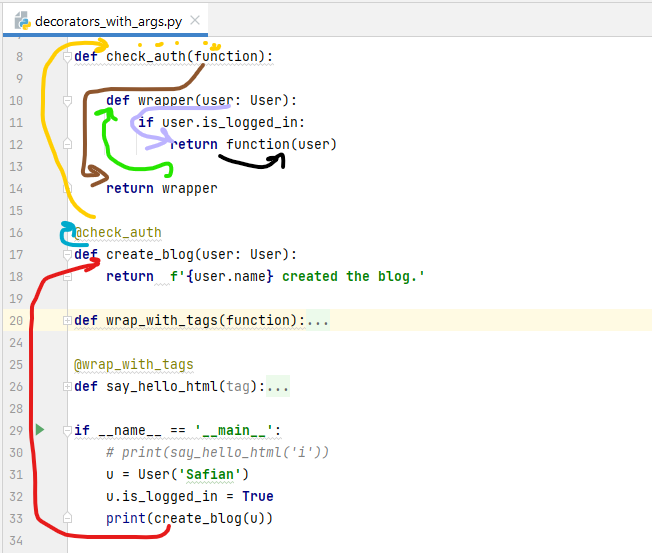 decorators_with_args.py
8 def check_auth(function):
9
10 def wrapper(user: User):
11 if user.is_logged_in:
12 return function(user)
13
14 return wrapper
15
16 @check_auth
17 def create_blog(user: User):
18 return f'{user.name} created the blog.'
19
20 def wrap_with_tags(function):...
24
25 @wrap_with_tags
26 def say_hello_html(tag):...
28
29 if __name__ == '__main__':
30 # print(say_hello_html('i'))
31 u = User('Safian')
32 u.is_logged_in = True
33 print(create_blog(u))
34